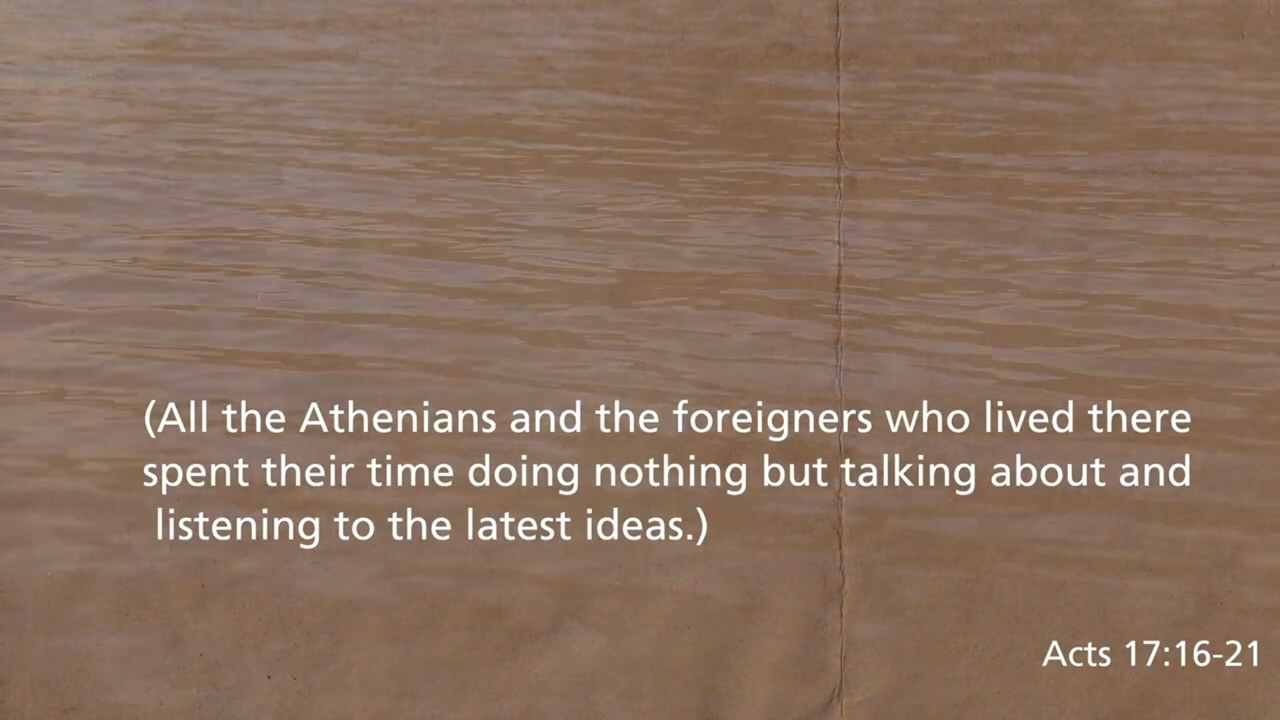 (All the Athenians and the foreigners who lived there
spent their time doing nothing but talking about and
listening to the latest ideas.)
Acts 17:16-21